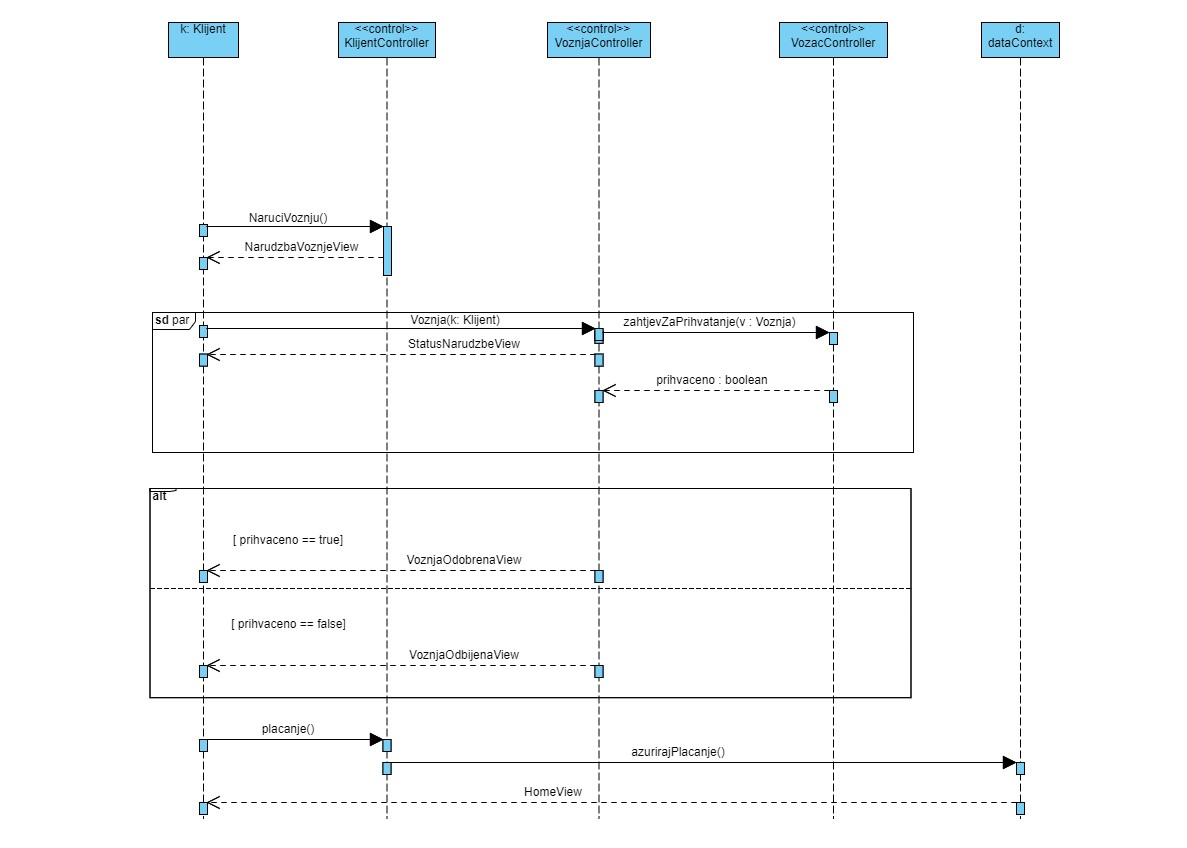 k: Klijent
<<control>>
KlijentController
<<control>>
VoznjaController
<<control>>
VozacController
d:
dataContext
NaruciVoznju()
NarudzbaVoznjeView
sd par
Voznja(k: Klijent)
zahtjevZaPrihvatanje(v : Voznja)
StatusNarudzbeView
prihvaceno : boolean
alt
[ prihvaceno == true]
VoznjaOdobrenaView
[ prihvaceno == false]
VoznjaOdbijenaView
placanje()
azurirajPlacanje()
HomeView